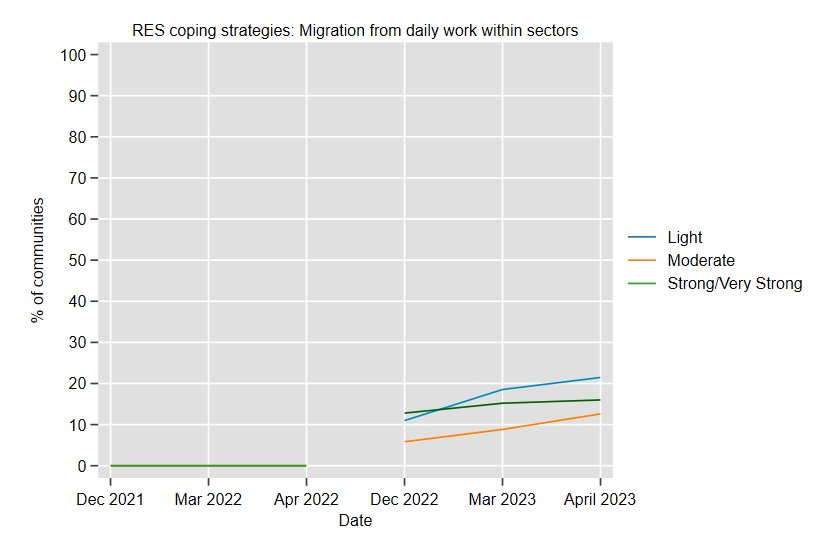 RES coping strategies: Migration from daily work within sectors
100
90
80
70
60
50
40
30
20
10
0
% of communities
Dec 2021 Mar 2022 Apr 2022 Dec 2022 Mar 2023 April 2023
Date
Light
Moderate
Strong/Very Strong